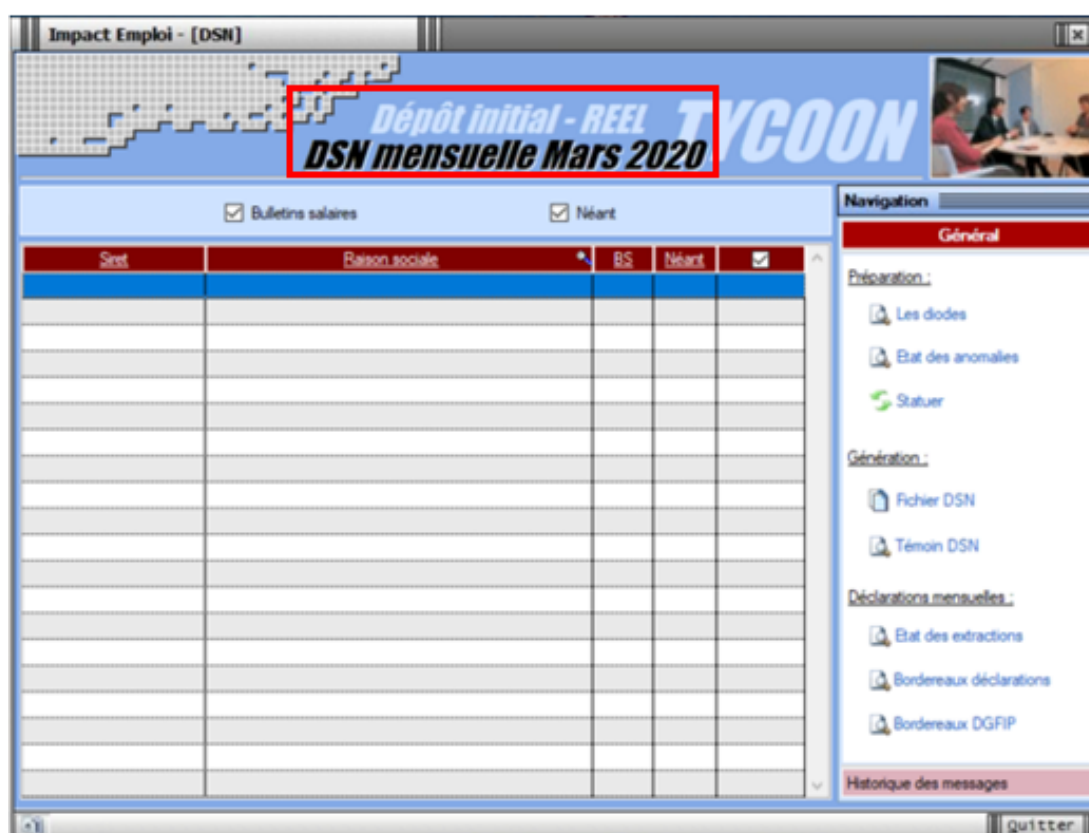 Impact Emploi - [DSN]
Dépôt initial - REEL
TYCOON
DSN mensuelle Mars 2020
Bulletins salaires
Néant
Navigation
Général
Siret
Raison sociale
BS
Néant
Préparation :
Les diodes
Etat des anomalies
Statuer
Génération :
Fichier DSN
Témoin DSN
Déclarations mensuelles :
Etat des extractions
Bordereaux déclarations
Bordereaux DGFIP
Historique des messages
Quitter